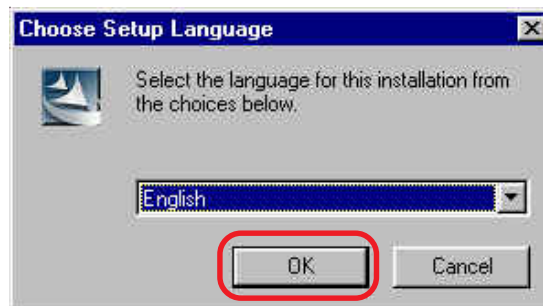 Choose Setup Language
Select the language for this installation from
the choices below.
English
OK
Cancel